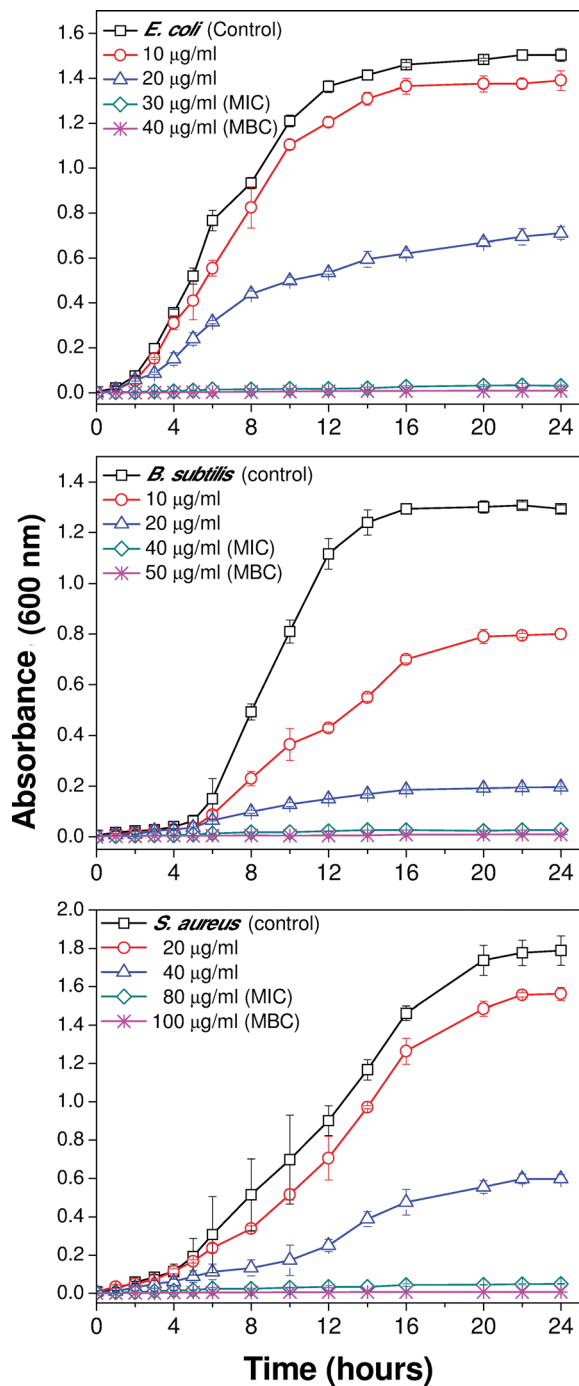 E. coli (Control)
10 μg/ml
20 μg/ml
30 μg/ml (MIC)
40 μg/ml (MBC)
1.6
1.4
1.2
1.0
0.8
0.6
0.4
0.2
0.0
0 4 8 12 16 20 24
B. subtilis (control)
10 μg/ml
20 μg/ml
40 μg/ml (MIC)
50 μg/ml (MBC)
1.4
1.2
1.0
0.8
0.6
0.4
0.2
0.0
0 4 8 12 16 20 24
Absorbance (600 nm)
S. aureus (control)
20 μg/ml
40 μg/ml
80 μg/ml (MIC)
100 μg/ml (MBC)
2.0
1.8
1.6
1.4
1.2
1.0
0.8
0.6
0.4
0.2
0.0
0 4 8 12 16 20 24
Time (hours)